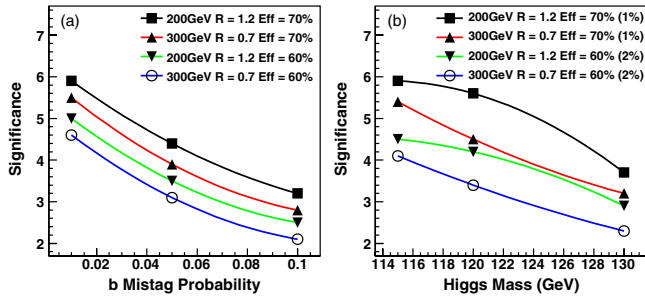 (a)
200GeV R = 1.2 Eff = 70%
300GeV R = 0.7 Eff = 70%
200GeV R = 1.2 Eff = 60%
300GeV R = 0.7 Eff = 60%
Significance
7
6
5
4
3
2
0.02 0.04 0.06 0.08 0.1
b Mistag Probability
(b)
200GeV R = 1.2 Eff = 70% (1%)
300GeV R = 0.7 Eff = 70% (1%)
200GeV R = 1.2 Eff = 60% (2%)
300GeV R = 0.7 Eff = 60% (2%)
Significance
7
6
5
4
3
2
114 116 118 120 122 124 126 128 130
Higgs Mass (GeV)